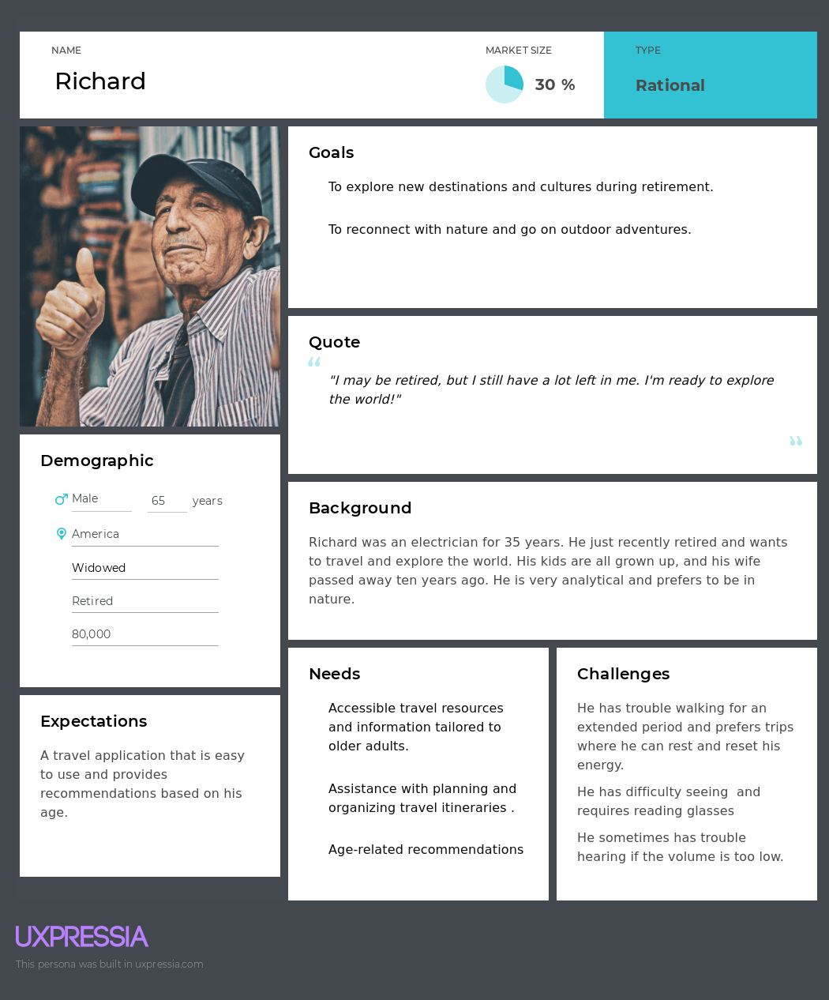 NAME
Richard
MARKET SIZE
30 %
TYPE
Rational
Goals
To explore new destinations and cultures during retirement.
To reconnect with nature and go on outdoor adventures.
Quote
“
"I may be retired, but I still have a lot left in me. I'm ready to explore
the world!"
”
Demographic
Male
65 years
America
Widowed
Retired
80,000
Background
Richard was an electrician for 35 years. He just recently retired and wants
to travel and explore the world. His kids are all grown up, and his wife
passed away ten years ago. He is very analytical and prefers to be in
nature.
Expectations
A travel application that is easy
to use and provides
recommendations based on his
age.
Needs
Accessible travel resources
and information tailored to
older adults.
Assistance with planning and
organizing travel itineraries .
Age-related recommendations
Challenges
He has trouble walking for an
extended period and prefers trips
where he can rest and reset his
energy.
He has difficulty seeing  and
requires reading glasses
He sometimes has trouble
hearing if the volume is too low.
UXPRESSIA
This persona was built in uxpressia.com